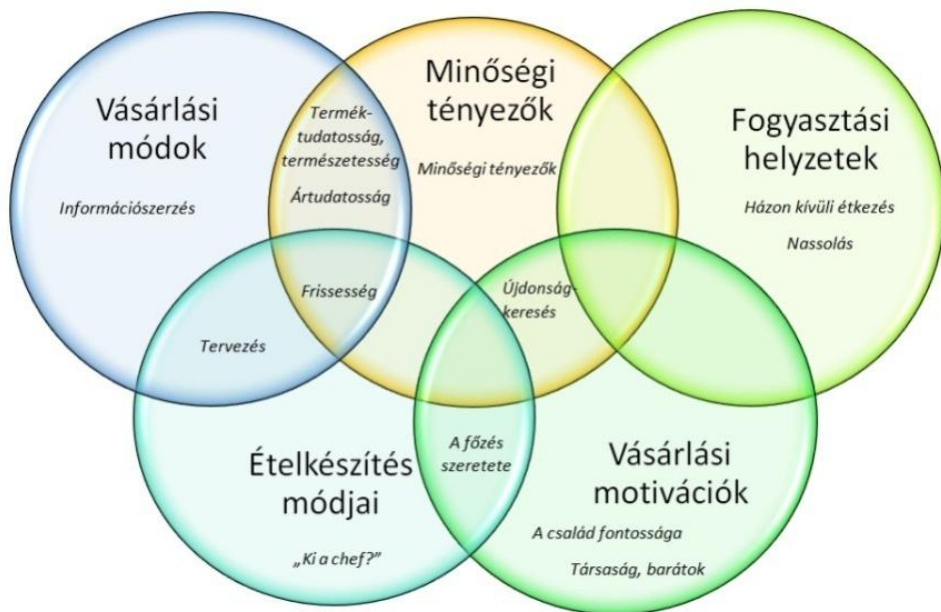 Vásárlási
módok
Információszerzés
Termék-
tudatosság,
természetesség
Ártudatosság
Minőségi
tényezők
Minőségi tényezők
Fogyasztási
helyzetek
Házon kívüli étkezés
Nassolás
Frissesség
Újdonság-
keresés
Tervezés
Ételkészítés
módjai
„Ki a chef?”
A főzés
szeretete
Vásárlási
motivációk
A család fontossága
Társaság, barátok